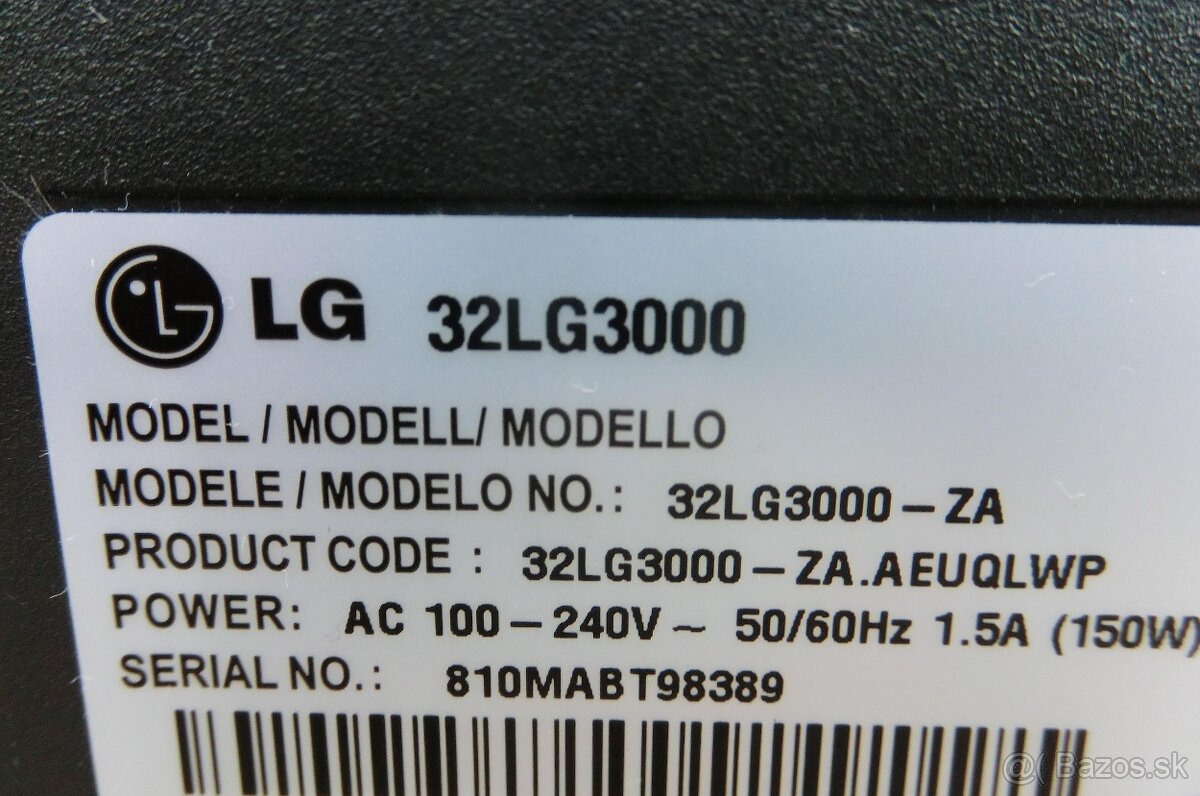 LG 32LG3000
MODEL / MODELL/ MODELLO
MODELE / MODELO NO. : 32LG3000-ZA
PRODUCT CODE : 32LG3000-ZA.AEUQLWP
POWER: AC 100-240V ~ 50/60Hz 1.5A (150W)
SERIAL NO. : 810MABT98389
@( Bazos.sk